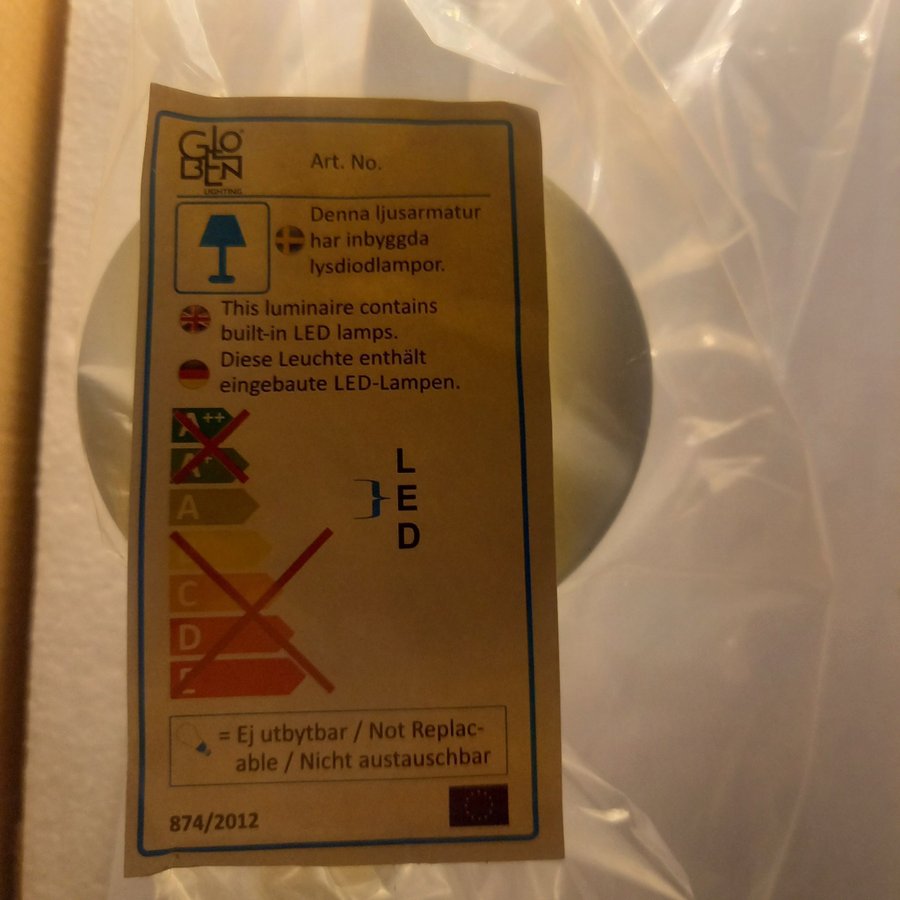 GLOBEN
LIGHTING
Art. No.
Denna ljusarmatur
har inbyggda
lysdiodlampor.
This luminaire contains
built-in LED lamps.
Diese Leuchte enthält
eingebaute LED-Lampen.
A++
A+
A
C
D
L
E
D
= Ej utbytbar / Not Replac-
able / Nicht austauschbar
874/2012